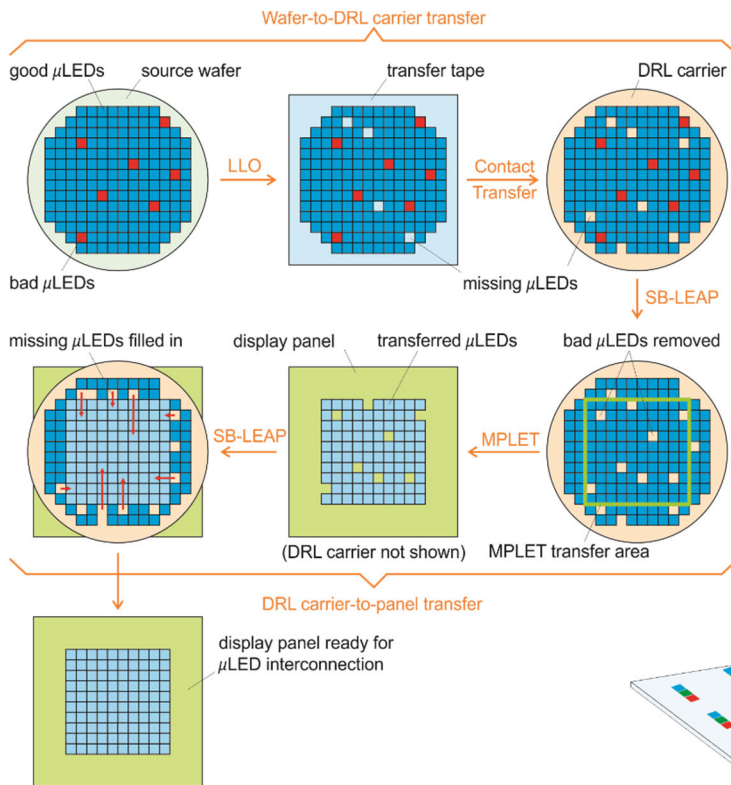 Wafer-to-DRL carrier transfer
good μLEDs
source wafer
transfer tape
DRL carrier
LLO
Contact
Transfer
bad μLEDs
missing μLEDs
SB-LEAP
missing μLEDs filled in
display panel
transferred μLEDs
bad μLEDs removed
SB-LEAP
MPLET
(DRL carrier not shown)
MPLET transfer area
DRL carrier-to-panel transfer
display panel ready for
μLED interconnection